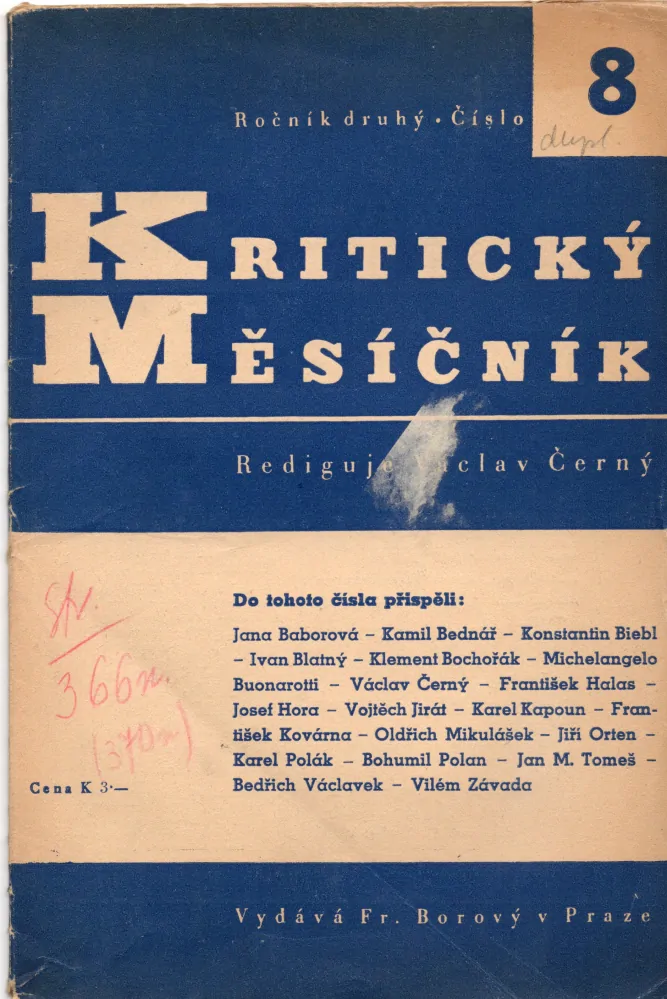 Ročník druhý • Číslo
8
dupl.
KRITICKÝ
MĚSÍČNÍK
Rediguje Václav Černý
Do tohoto čísla přispěli:
Jana Baborová – Kamil Bednář – Konstantin Biebl
– Ivan Blatný – Klement Bochořák – Michelangelo
Buonarotti – Václav Černý – František Halas –
Josef Hora – Vojtěch Jirát – Karel Kapoun – Fran-
tišek Kovárna – Oldřich Mikulášek – Jiří Orten –
Karel Polák – Bohumil Polan – Jan M. Tomeš –
Bedřich Václavek – Vilém Závada
str.
366n.
(370n)
Cena K 3·—
Vydává Fr. Borový v Praze